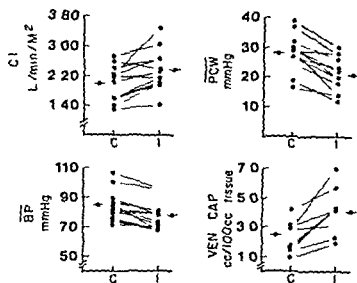 CI
L/min/M²
3 80
3 00
2 20
1 40
C I
PCW
mmHg
40
30
20
10
C I
BP
mmHg
110
90
70
50
C I
VEN CAP
cc/100cc tissue
7 0
5 0
3 0
1 0
C I